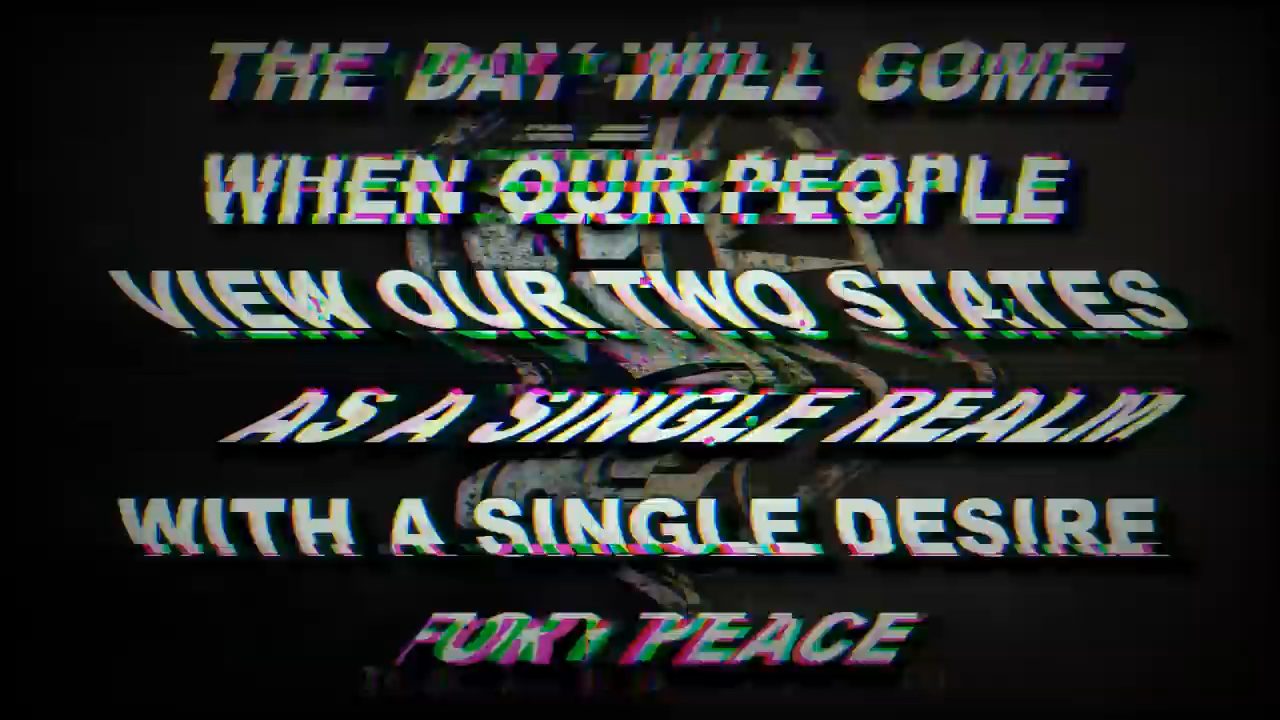 THE DAY WILL COME
WHEN OUR PEOPLE
VIEW OUR TWO STATES
AS A SINGLE REALM
WITH A SINGLE DESIRE
FOR PEACE